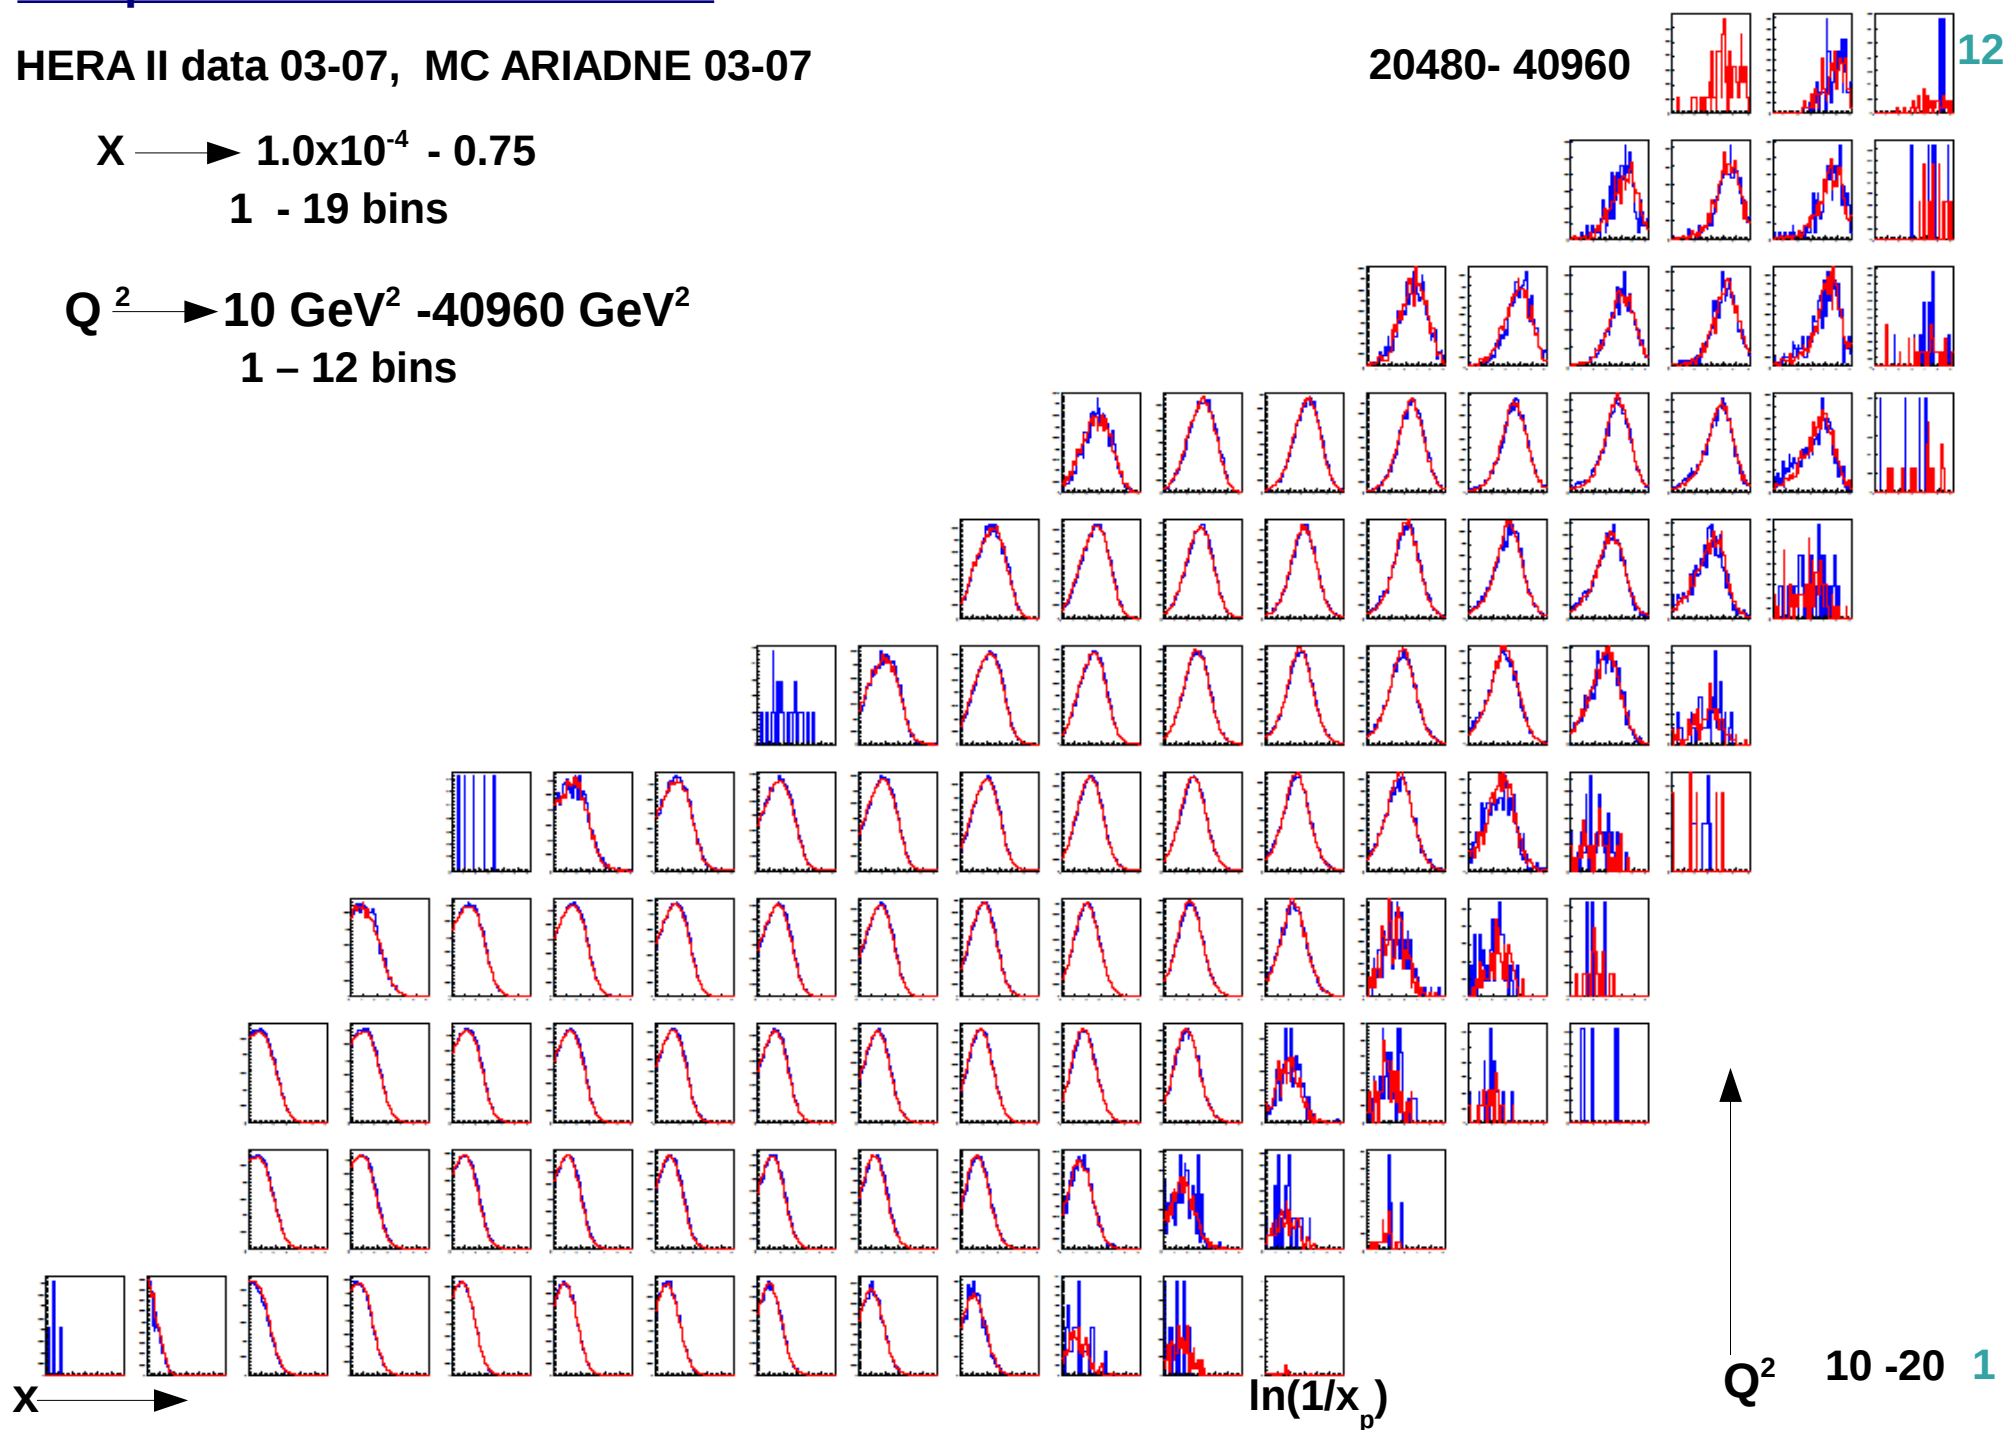 HERA II data 03-07, MC ARIADNE 03-07
20480- 40960
12
X 1.0x10-4 - 0.75
1 - 19 bins
Q 2 10 GeV2 -40960 GeV2
1 – 12 bins
x
ln(1/xp)
Q2 10 -20 1